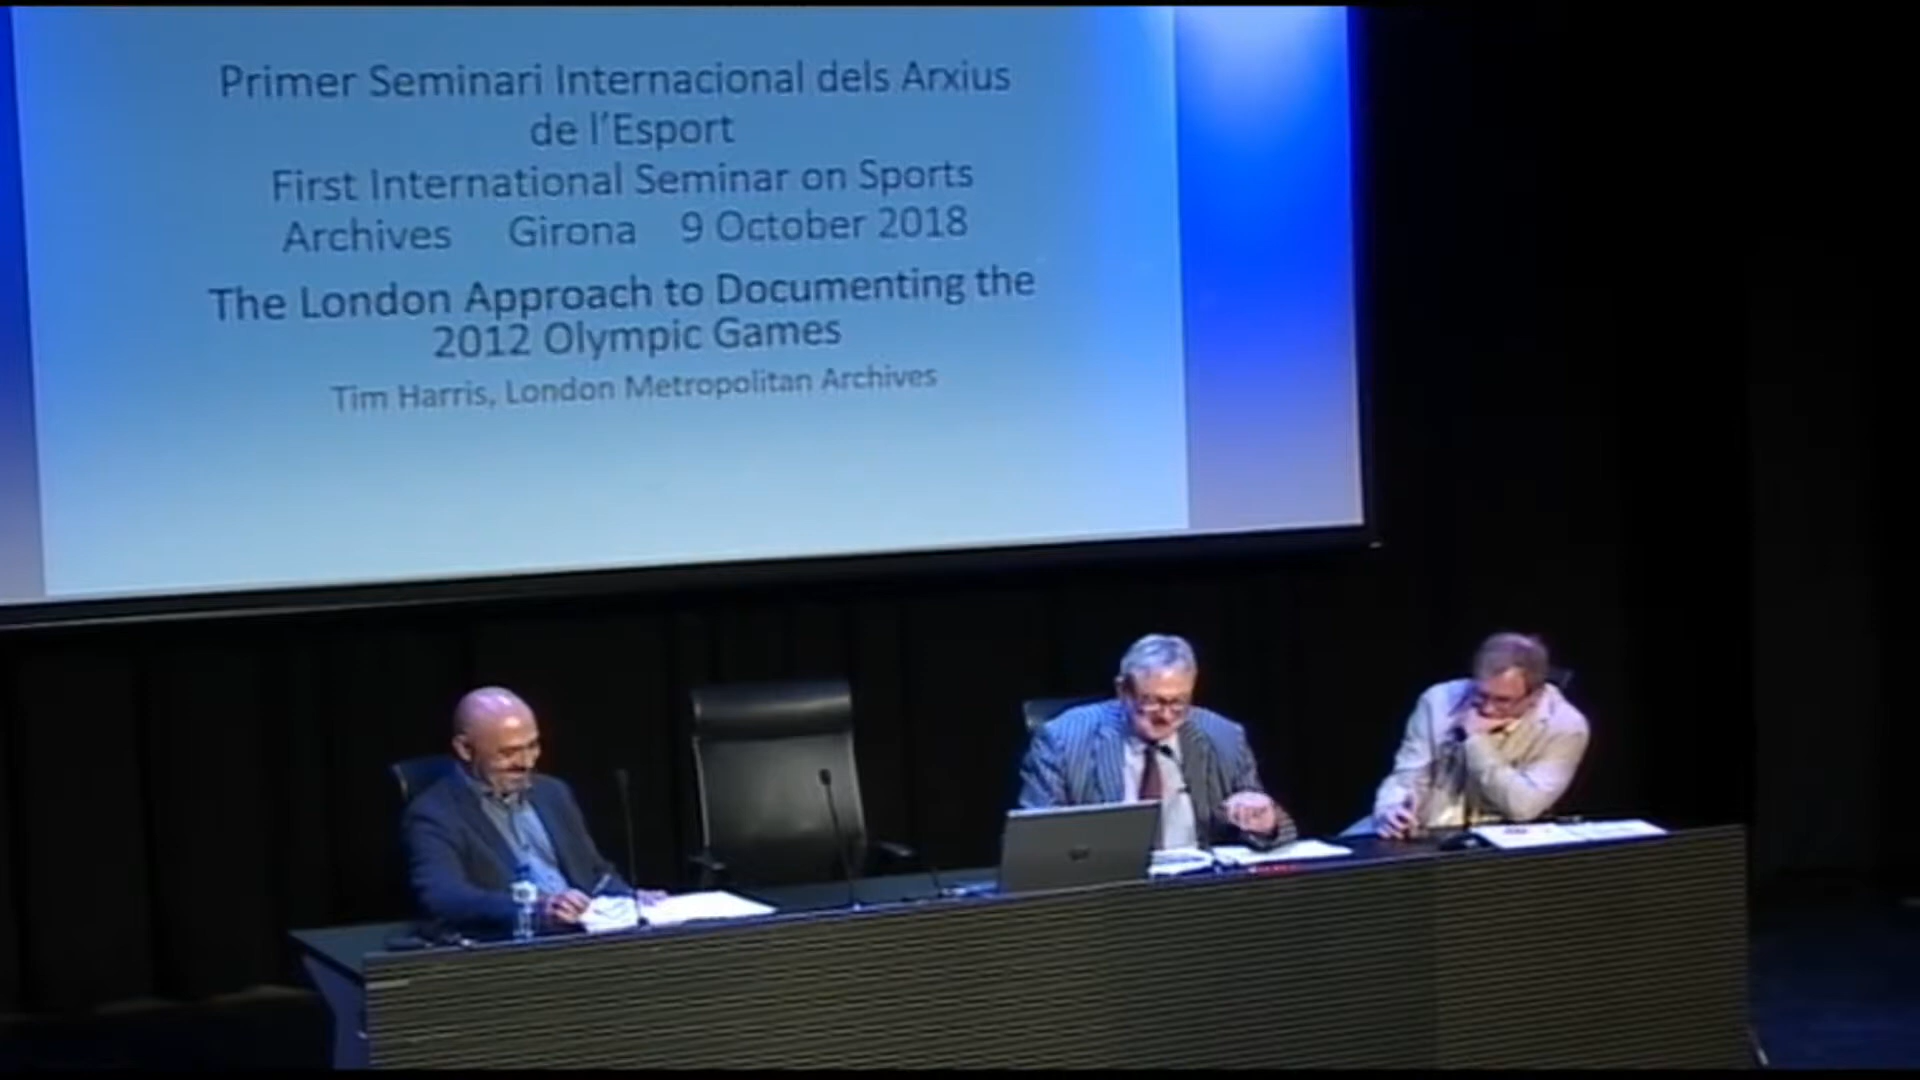 Primer Seminari Internacional dels Arxius
de l'Esport
First International Seminar on Sports
Archives Girona 9 October 2018
The London Approach to Documenting the
2012 Olympic Games
Tim Harris, London Metropolitan Archives